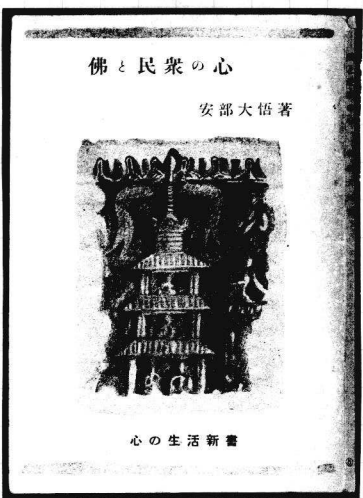 佛と民衆の心
安部大悟著
心の生活新書